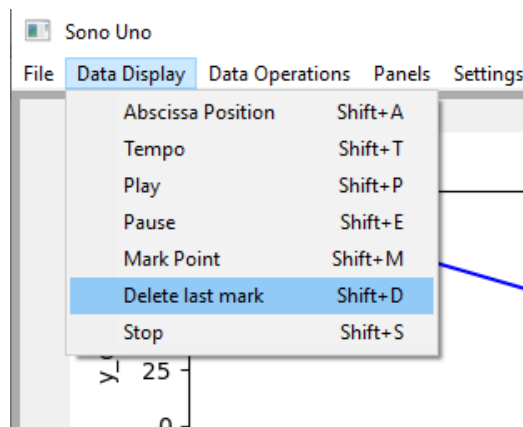 Sono Uno
File Data Display Data Operations Panels Settings
Abscissa Position Shift+A
Tempo Shift+T
Play Shift+P
Pause Shift+E
Mark Point Shift+M
Delete last mark Shift+D
Stop Shift+S
25
0